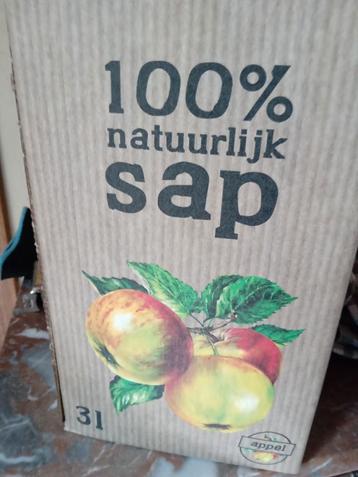 100%
natuurlijk
sap
3l
appel